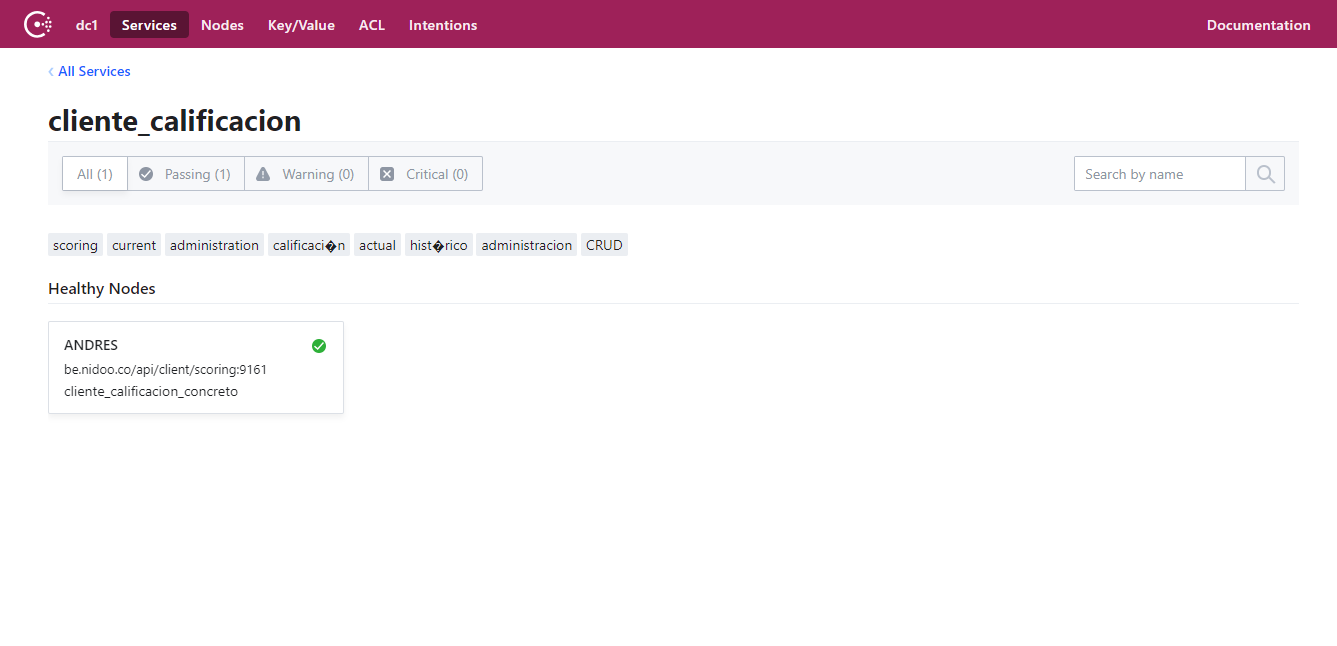 dc1 Services Nodes Key/Value ACL Intentions Documentation
All Services
cliente_calificacion
All (1) Passing (1) Warning (0) Critical (0) Search by name
scoring current administration calificaci�n actual hist�rico administracion CRUD
Healthy Nodes
ANDRES
be.nidoo.co/api/client/scoring:9161
cliente_calificacion_concreto